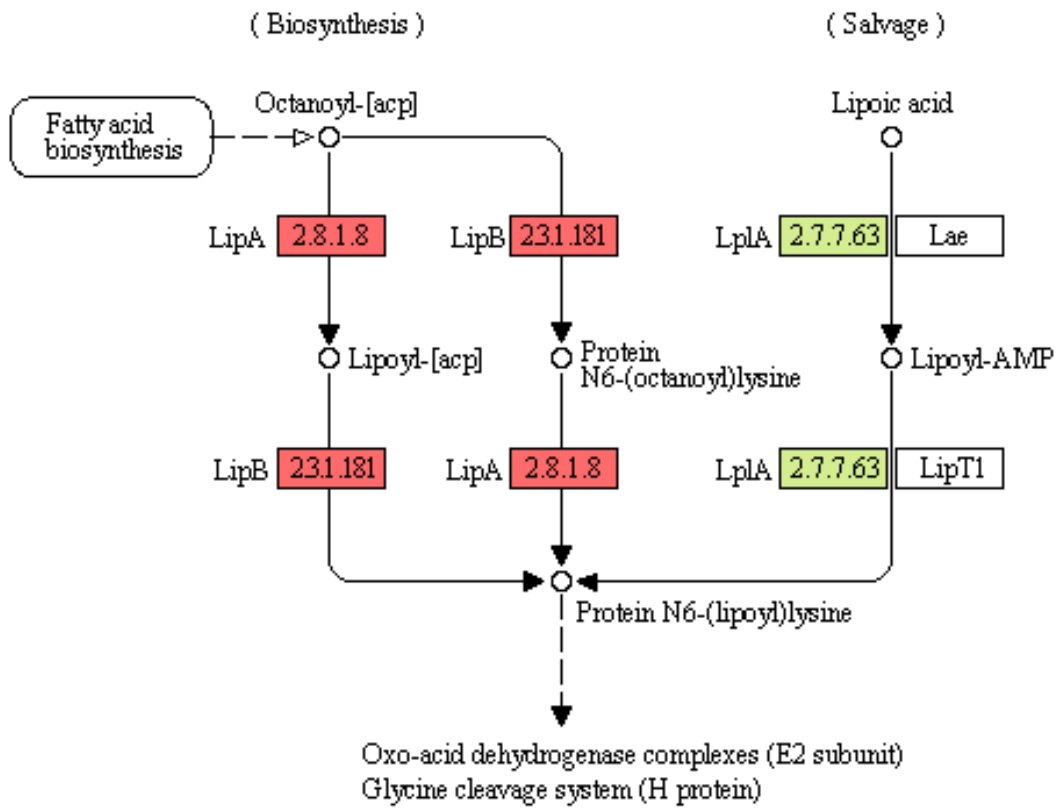 ( Biosynthesis )
( Salvage )
Octanoyl-[acp]
Lipoic acid
Fatty acid
biosynthesis
LipA 2.8.1.8
LipB 2.3.1.181
LplA 2.7.7.63 Lae
Lipoyl-[acp]
Protein
N6-(octanoyl)lysine
Lipoyl-AMP
LipB 2.3.1.181
LipA 2.8.1.8
LplA 2.7.7.63 LipT1
Protein N6-(lipoyl)lysine
Oxo-acid dehydrogenase complexes (E2 subunit)
Glycine cleavage system (H protein)